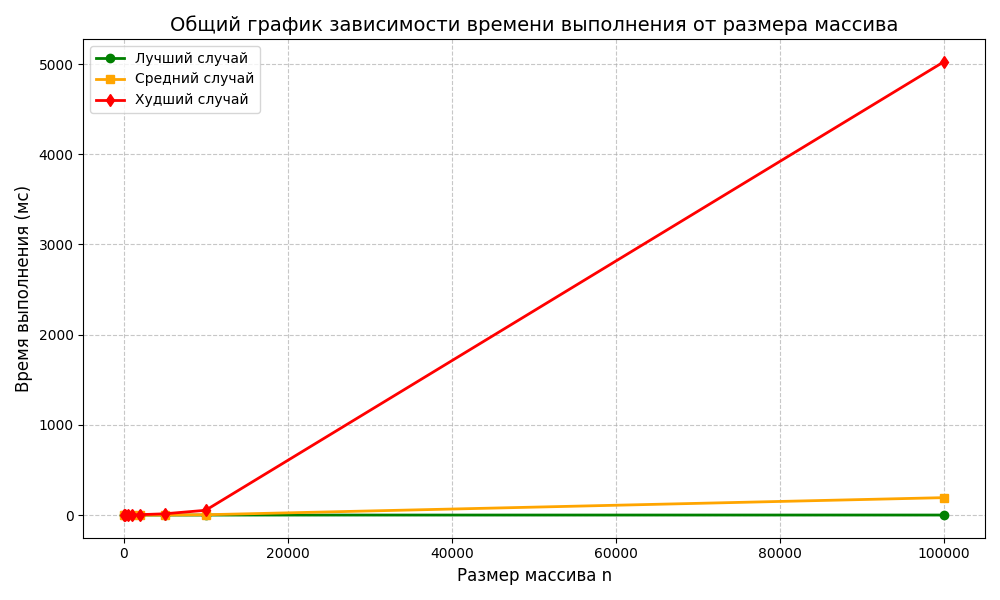 Общий график зависимости времени выполнения от размера массива
Лучший случай
Средний случай
Худший случай
Время выполнения (мс)
5000
4000
3000
2000
1000
0
0 20000 40000 60000 80000 100000
Размер массива n